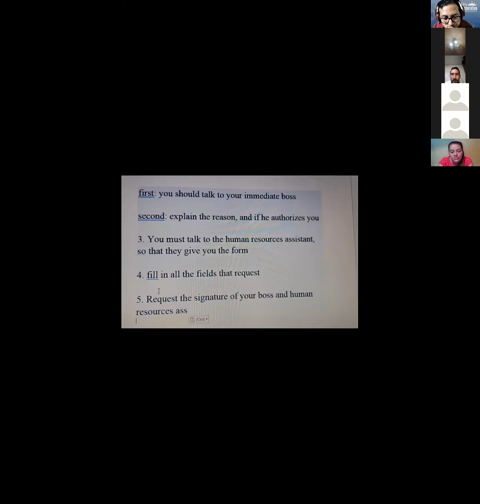 first: you should talk to your immediate boss
second: explain the reason, and if he authorizes you
3. You must talk to the human resources assistant,
so that they give you the form
4. fill in all the fields that request
5. Request the signature of your boss and human
resources ass